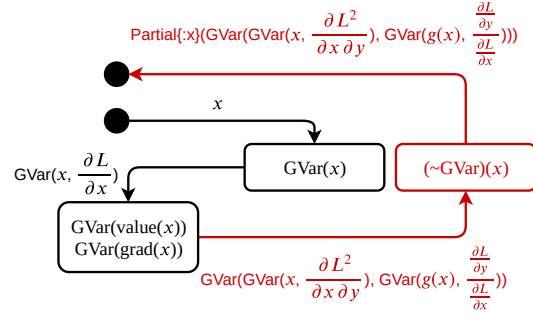 Partial{:x}(GVar(GVar(x, ∂L²/∂x∂y), GVar(g(x), ∂L/∂y/∂L/∂x)))
x
GVar(x)
(~GVar)(x)
GVar(x, ∂L/∂x)
GVar(value(x))
GVar(grad(x))
GVar(GVar(x, ∂L²/∂x∂y), GVar(g(x), ∂L/∂y/∂L/∂x))